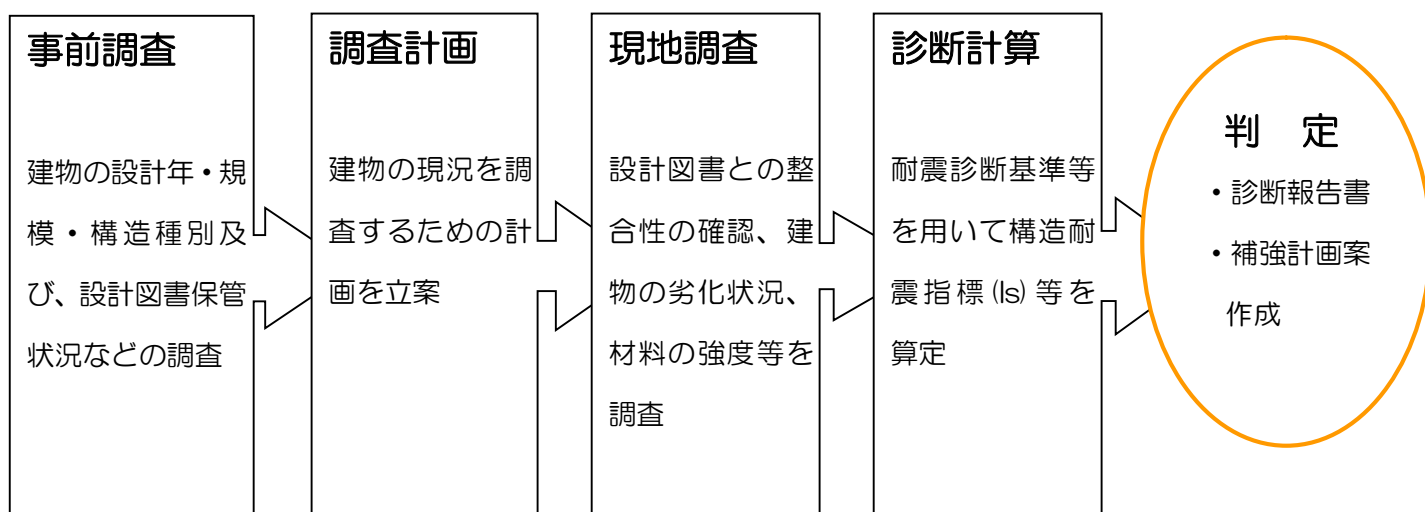 事前調査
建物の設計年・規
模・構造種別及
び、設計図書保管
状況などの調査
調査計画
建物の現況を調
査するための計
画を立案
現地調査
設計図書との整
合性の確認、建
物の劣化状況、
材料の強度等を
調査
診断計算
耐震診断基準等
を用いて構造耐
震指標(Is)等を
算定
判　定
・診断報告書
・補強計画案
作成